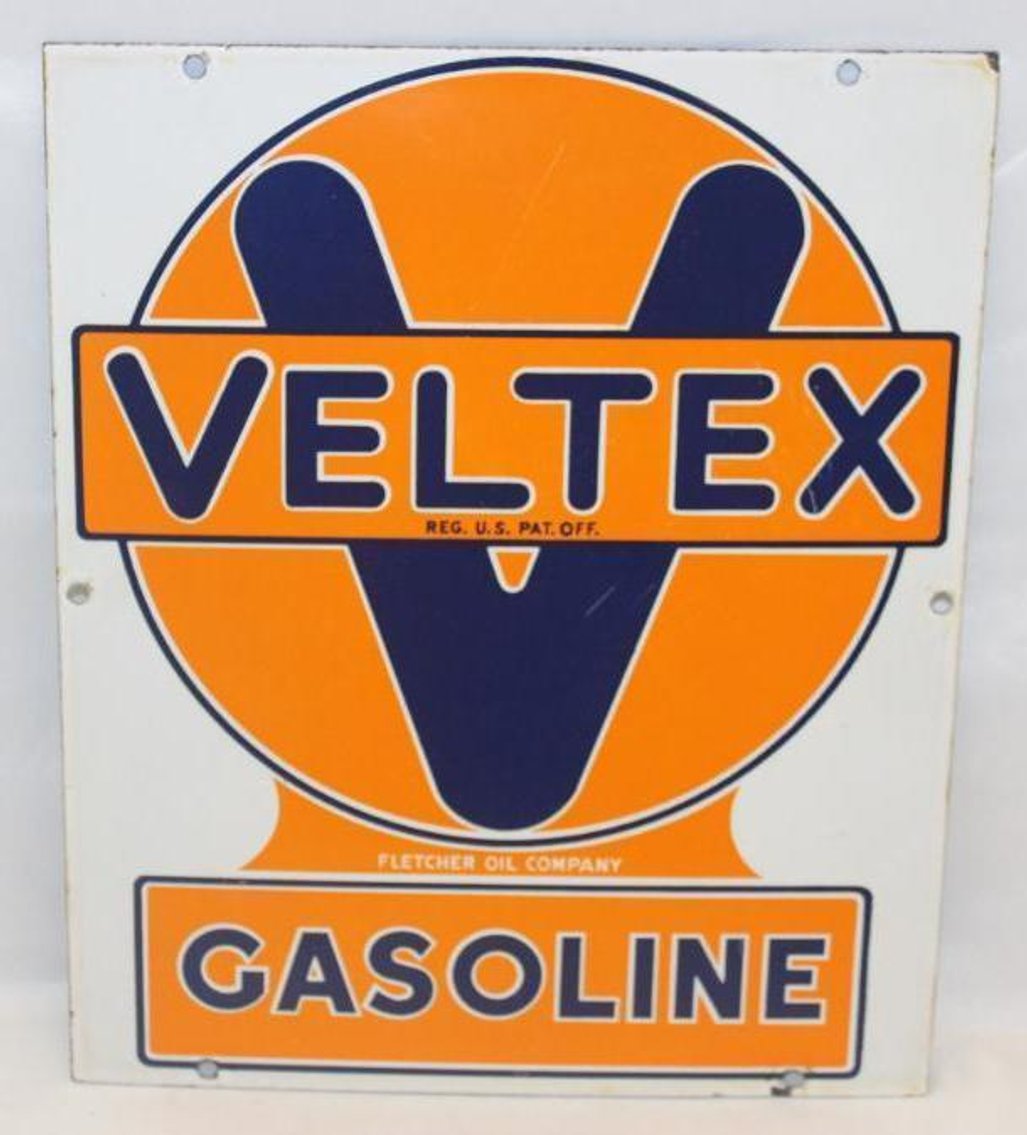 V
VELTEX
REG. U.S. PAT. OFF.
FLETCHER OIL COMPANY
GASOLINE